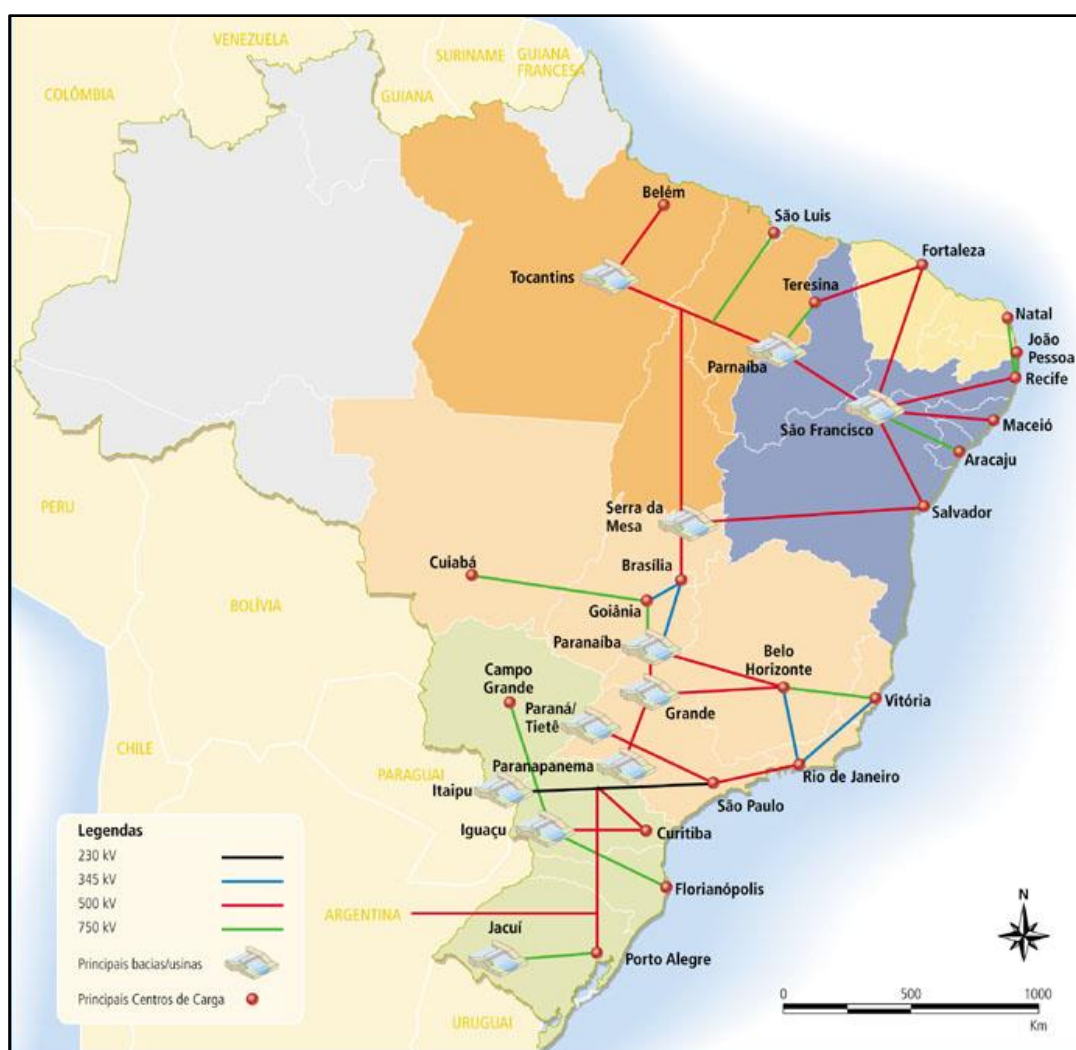 VENEZUELA
SURINAME
GUIANA
FRANCESA
COLÔMBIA
GUIANA
Belém
São Luis
Tocantins
Teresina
Fortaleza
Natal
João
Pessoa
Parnaíba
Recife
São Francisco
Maceió
Aracaju
PERU
Serra da
Mesa
Salvador
Cuiabá
Brasília
BOLÍVIA
Goiânia
Paranaíba
Belo
Horizonte
Campo
Grande
Grande
Vitória
Paraná/
Tietê
CHILE
PARAGUAI
Paranapanema
Rio de Janeiro
Itaipu
São Paulo
Iguaçu
Curitiba
Florianópolis
ARGENTINA
Jacuí
Porto Alegre
URUGUAI
Legendas
230 kV
345 kV
500 kV
750 kV
Principais bacias/usinas
Principais Centros de Carga
N
0 500 1000
Km